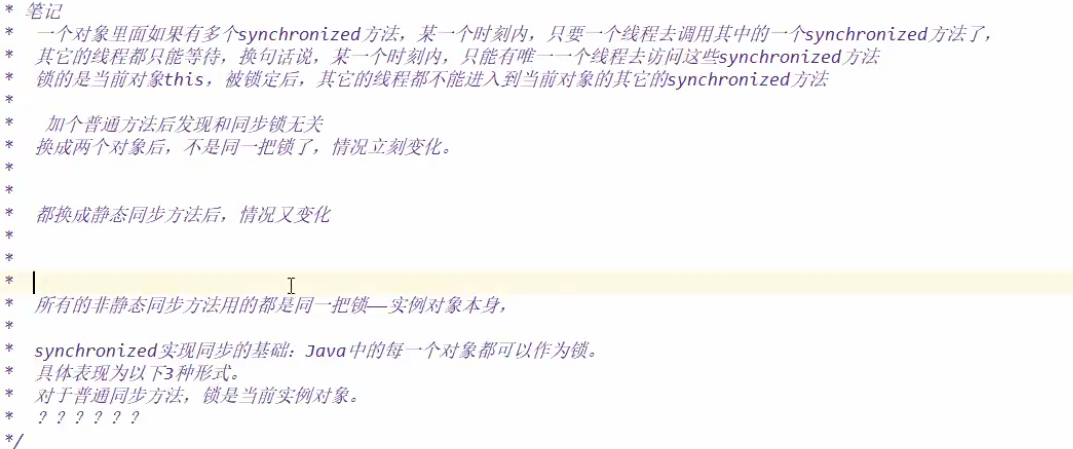 * 笔记
* 一个对象里面如果有多个synchronized方法，某一个时刻内，只要一个线程去调用其中的一个synchronized方法了，
* 其它的线程都只能等待，换句话说，某一个时刻内，只能有唯一一个线程去访问这些synchronized方法
* 锁的是当前对象this，被锁定后，其它的线程都不能进入到当前对象的其它的synchronized方法
*
* 加个普通方法后发现和同步锁无关
* 换成两个对象后，不是同一把锁了，情况立刻变化。
*
*
* 都换成静态同步方法后，情况又变化
*
*
*
* 所有的非静态同步方法用的都是同一把锁——实例对象本身，
*
* synchronized实现同步的基础：Java中的每一个对象都可以作为锁。
* 具体表现为以下3种形式。
* 对于普通同步方法，锁是当前实例对象。
* ？？？？？？
*/